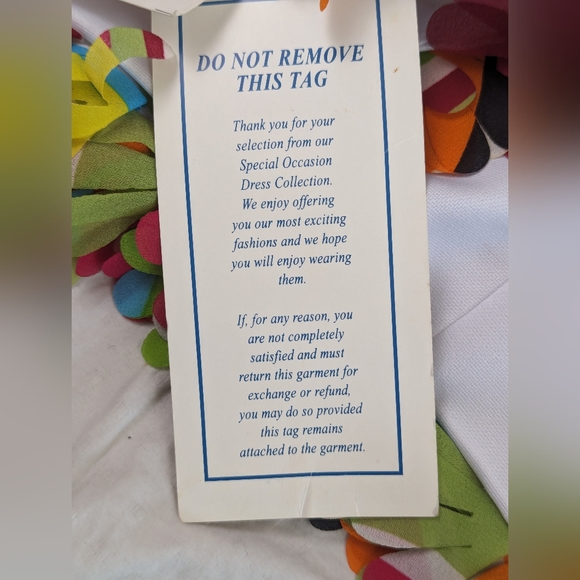 DO NOT REMOVE
THIS TAG
Thank you for your
selection from our
Special Occasion
Dress Collection.
We enjoy offering
you our most exciting
fashions and we hope
you will enjoy wearing
them.
If, for any reason, you
are not completely
satisfied and must
return this garment for
exchange or refund,
you may do so provided
this tag remains
attached to the garment.